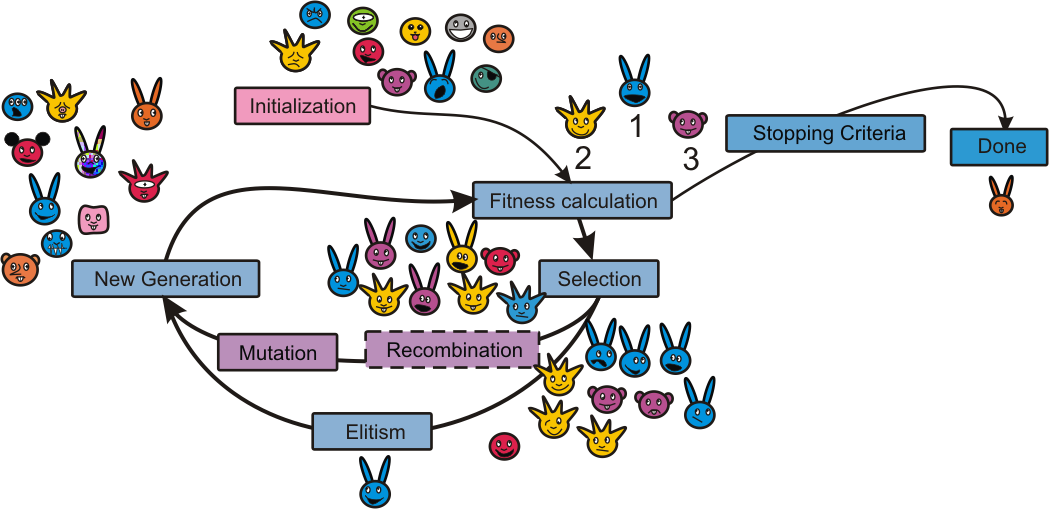 Initialization
1
2
3
Stopping Criteria
Done
Fitness calculation
New Generation
Selection
Mutation
Recombination
Elitism